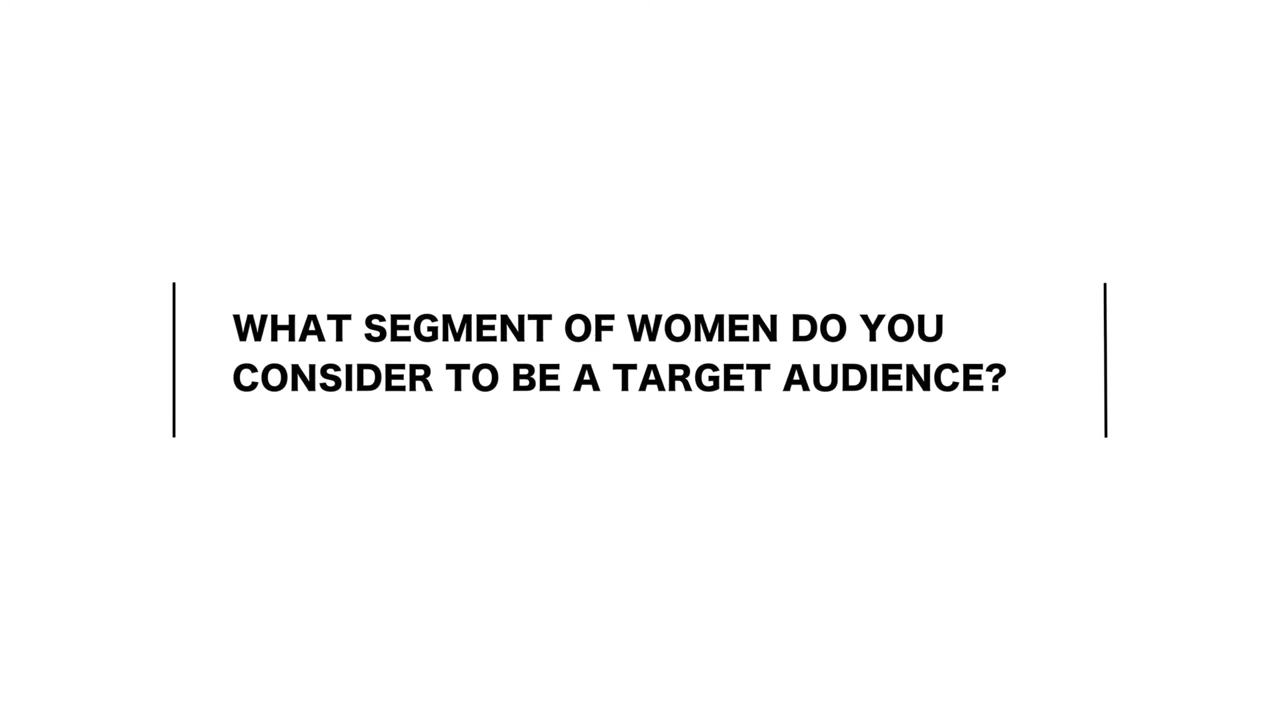 WHAT SEGMENT OF WOMEN DO YOU
CONSIDER TO BE A TARGET AUDIENCE?